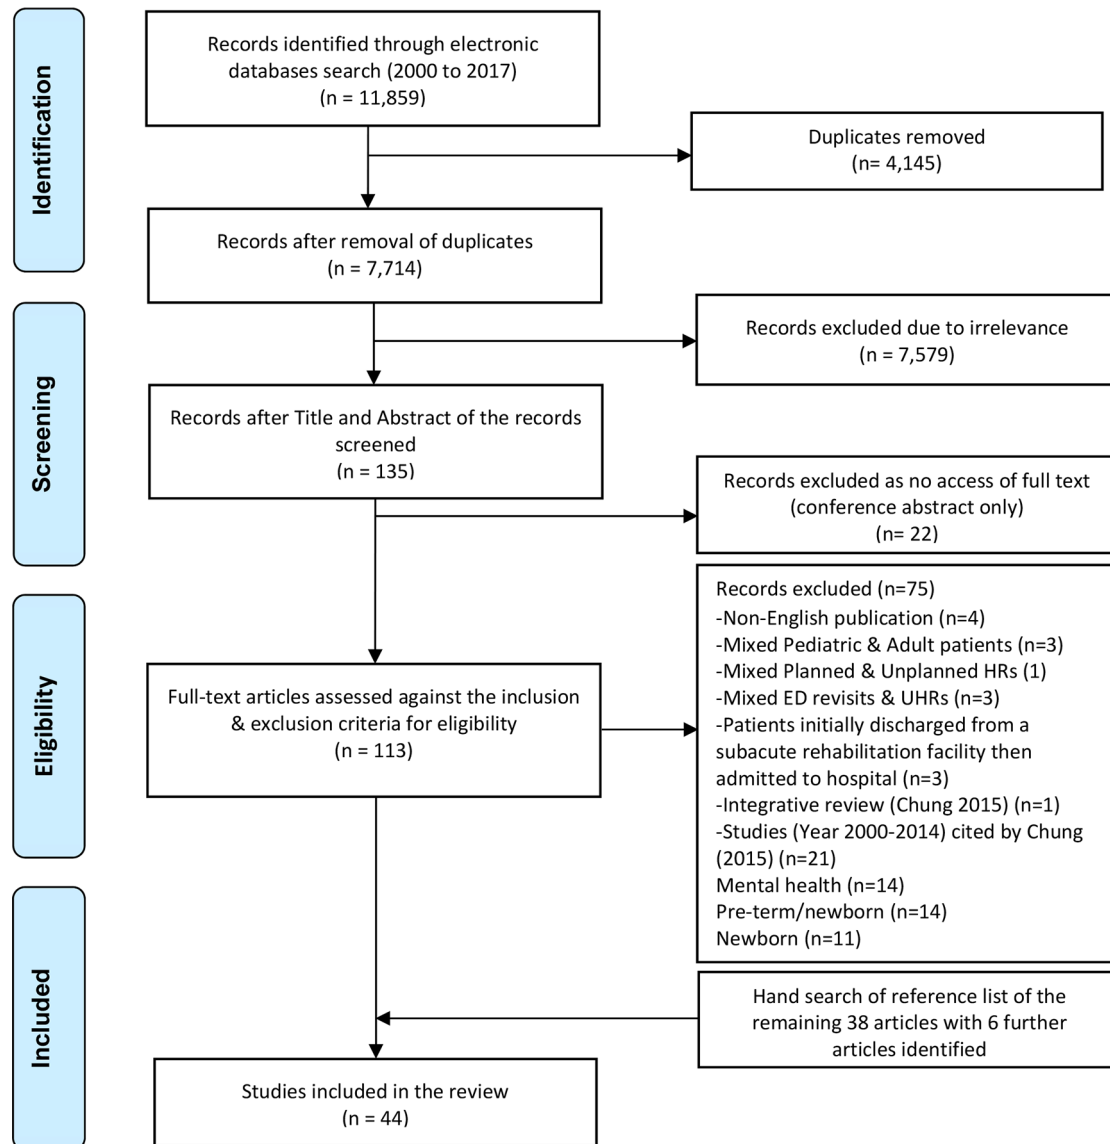 Identification
Records identified through electronic
databases search (2000 to 2017)
(n = 11,859)
Duplicates removed
(n= 4,145)
Records after removal of duplicates
(n = 7,714)
Screening
Records excluded due to irrelevance
(n = 7,579)
Records after Title and Abstract of the records
screened
(n = 135)
Records excluded as no access of full text
(conference abstract only)
(n= 22)
Eligibility
Full-text articles assessed against the inclusion
& exclusion criteria for eligibility
(n = 113)
Records excluded (n=75)
-Non-English publication (n=4)
-Mixed Pediatric & Adult patients (n=3)
-Mixed Planned & Unplanned HRs (1)
-Mixed ED revisits & UHRs (n=3)
-Patients initially discharged from a
subacute rehabilitation facility then
admitted to hospital (n=3)
-Integrative review (Chung 2015) (n=1)
-Studies (Year 2000-2014) cited by Chung
(2015) (n=21)
Mental health (n=14)
Pre-term/newborn (n=14)
Newborn (n=11)
Included
Hand search of reference list of the
remaining 38 articles with 6 further
articles identified
Studies included in the review
(n = 44)